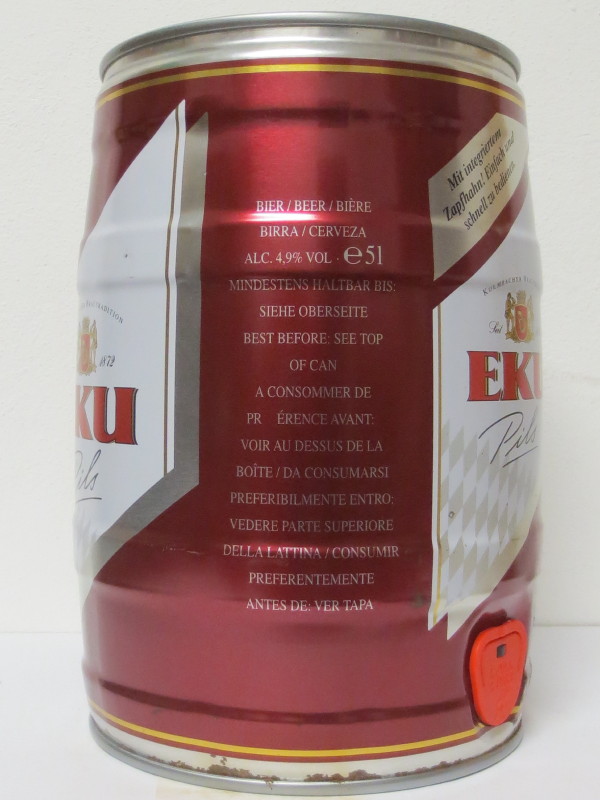 BIER / BEER / BIÈRE
BIRRA / CERVEZA
ALC. 4,9% VOL · ℮ 5l
MINDESTENS HALTBAR BIS:
SIEHE OBERSEITE
BEST BEFORE: SEE TOP
OF CAN
A CONSOMMER DE
PR ÉRENCE AVANT:
VOIR AU DESSUS DE LA
BOÎTE / DA CONSUMARSI
PREFERIBILMENTE ENTRO:
VEDERE PARTE SUPERIORE
DELLA LATTINA / CONSUMIR
PREFERENTEMENTE
ANTES DE: VER TAPA
1872
KU
Pils
Mit integriertem
Zapfhahn! Einfach und
schnell zu bedienen.
Seit
EKU
Pils